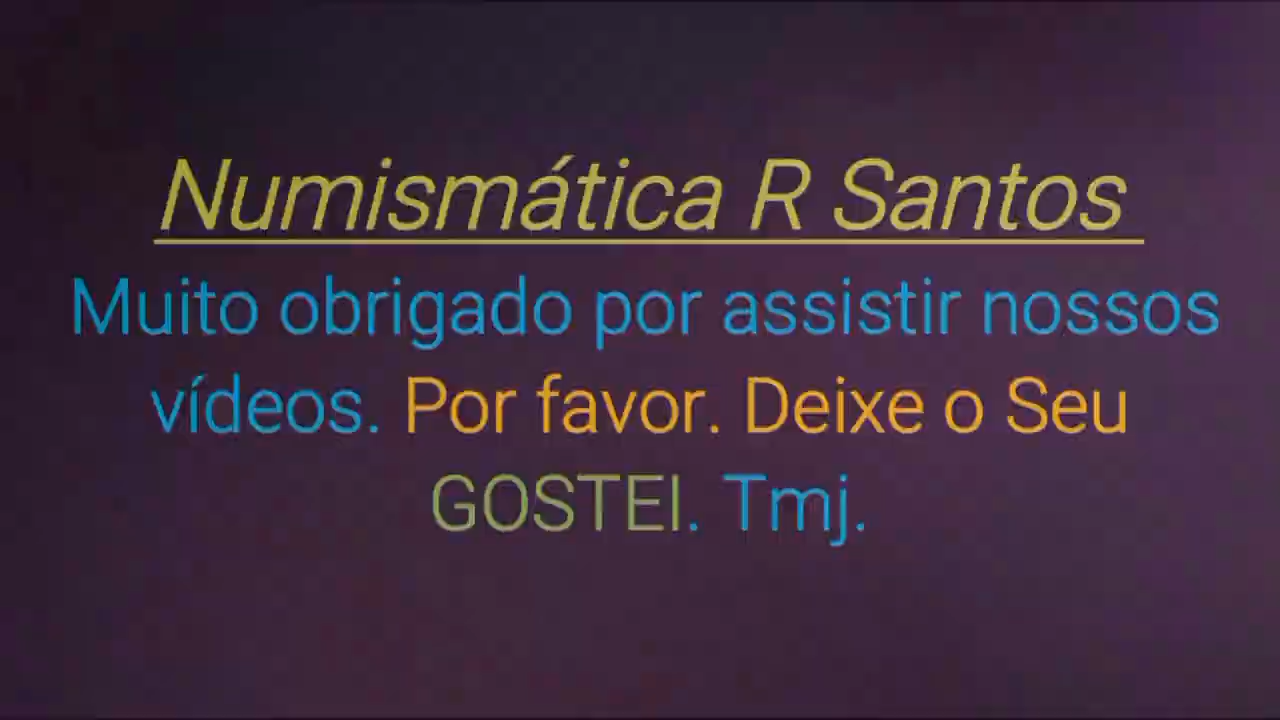 Numismática R Santos
Muito obrigado por assistir nossos
vídeos. Por favor. Deixe o Seu
GOSTEI. Tmj.